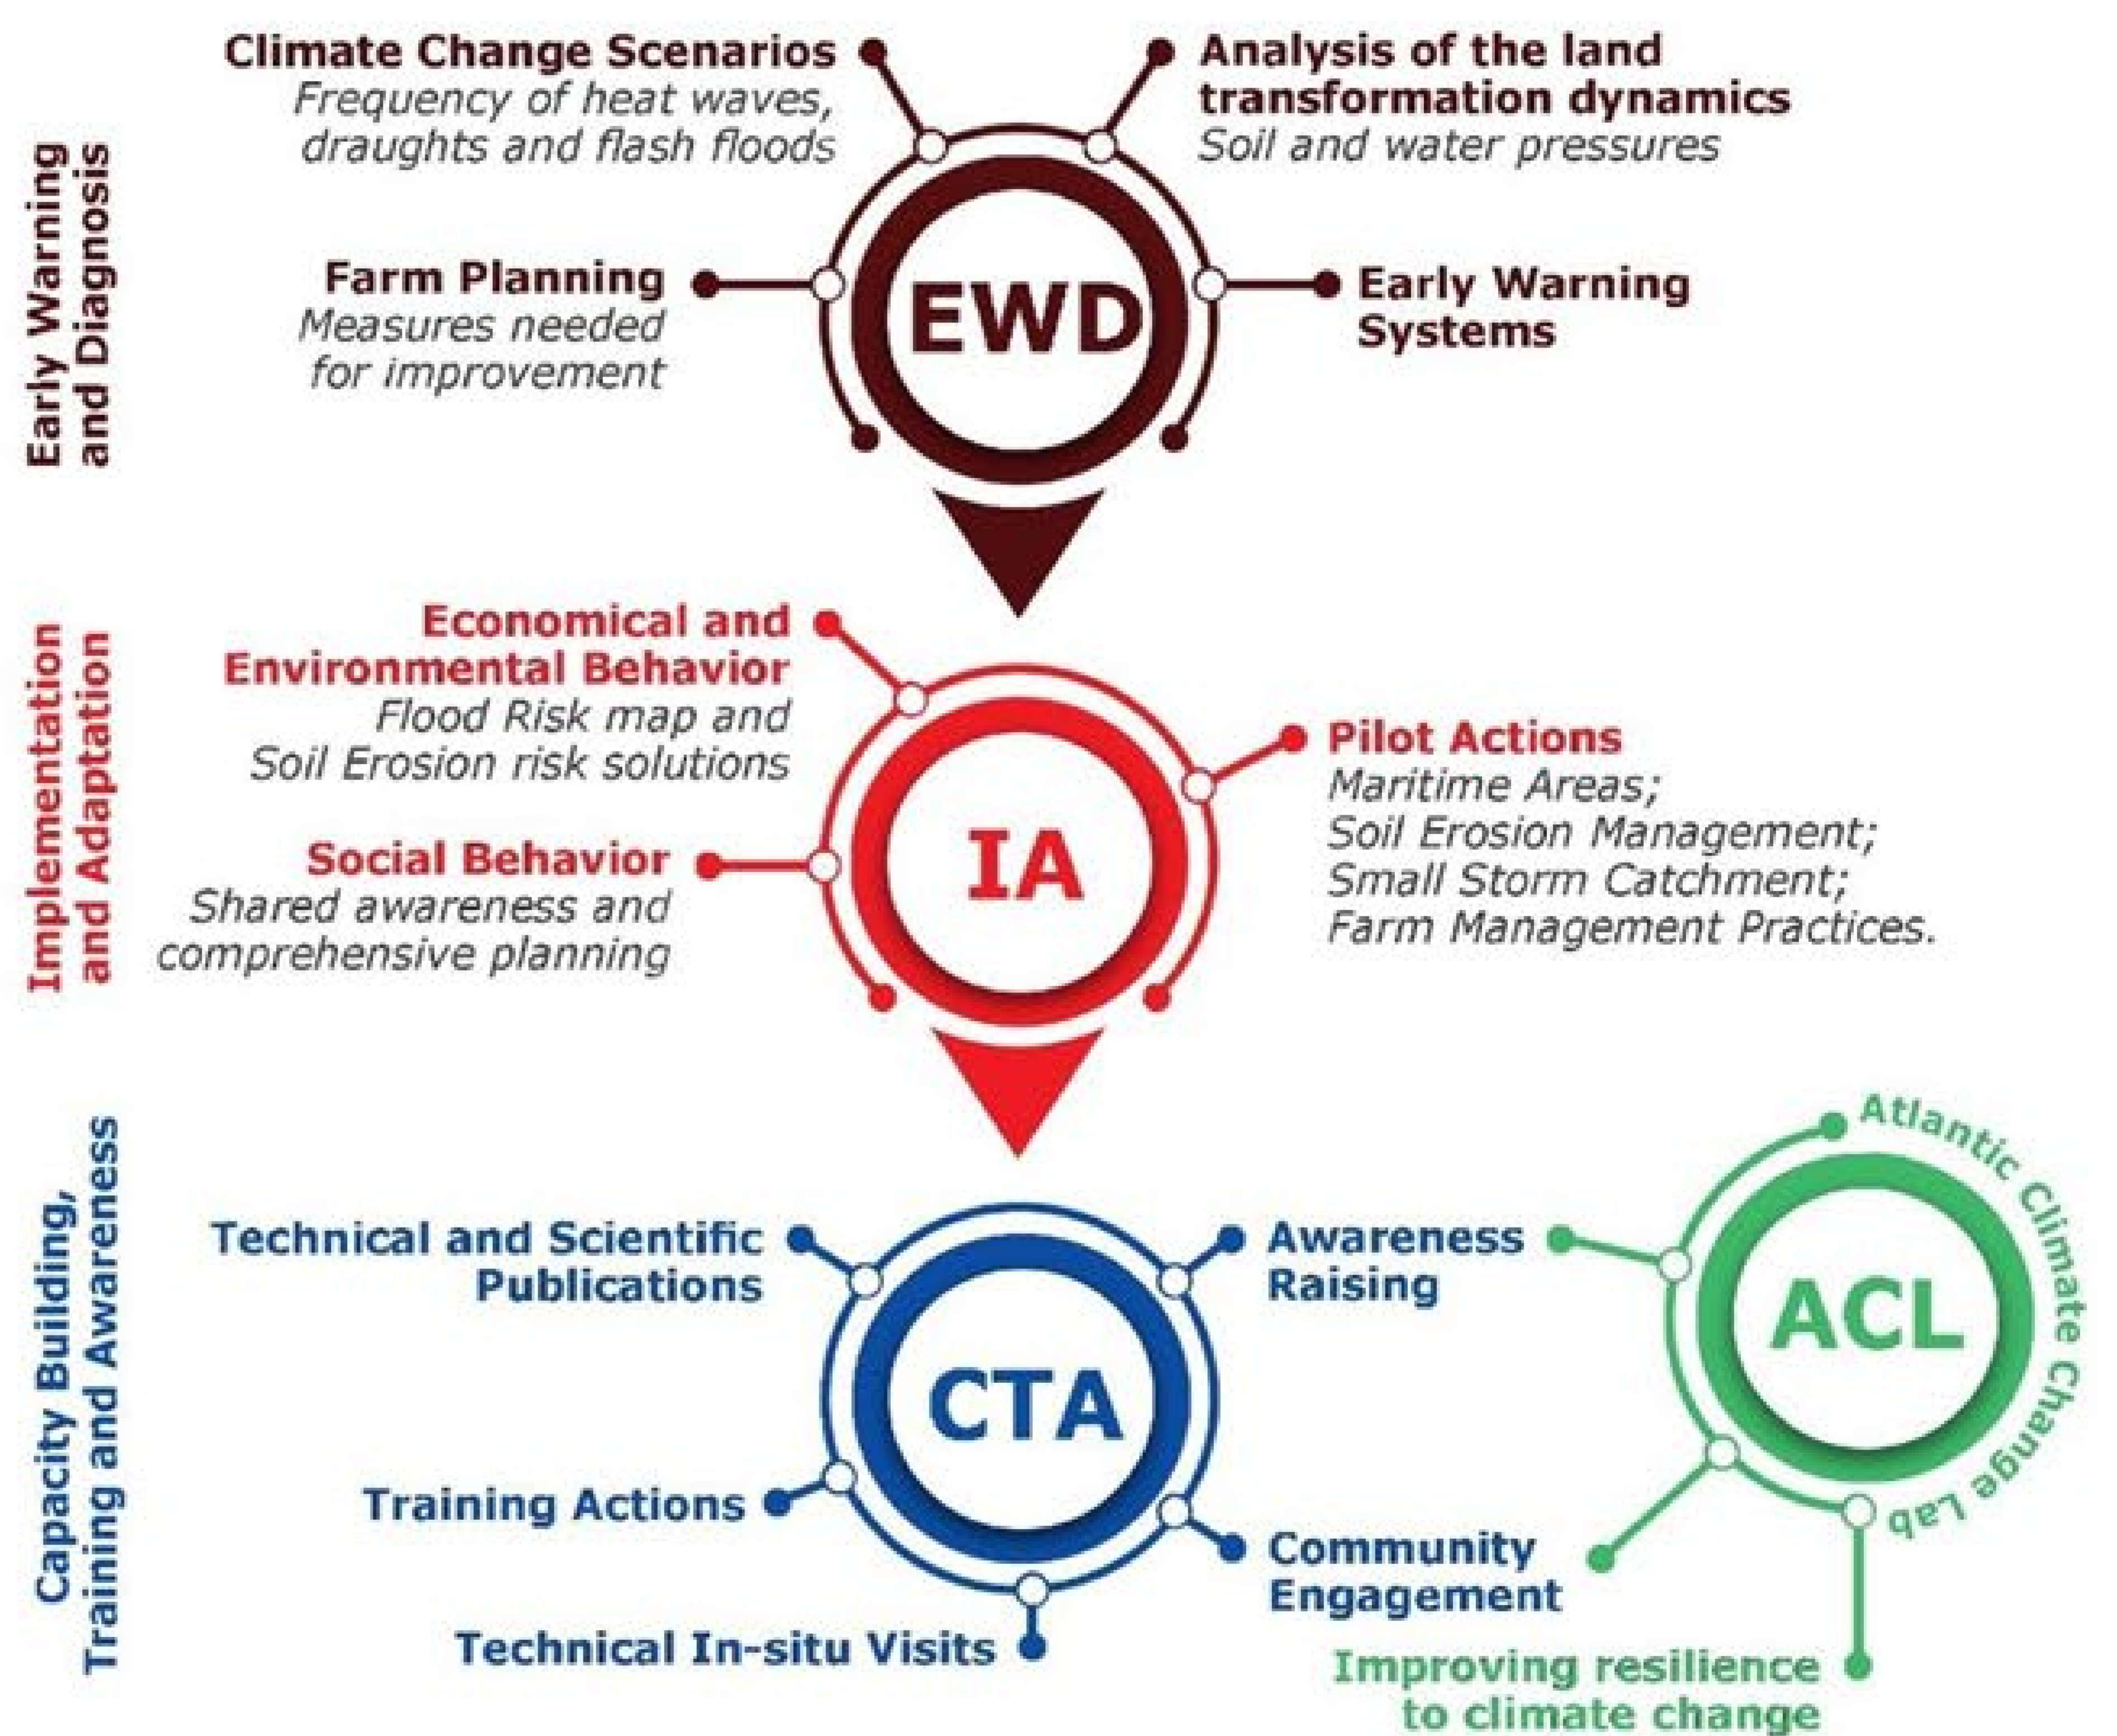 Early Warning
and Diagnosis
Climate Change Scenarios
Frequency of heat waves,
draughts and flash floods
Analysis of the land
transformation dynamics
Soil and water pressures
Farm Planning
Measures needed
for improvement
EWD
Early Warning
Systems
Implementation
and Adaptation
Economical and
Environmental Behavior
Flood Risk map and
Soil Erosion risk solutions
Social Behavior
Shared awareness and
comprehensive planning
IA
Pilot Actions
Maritime Areas;
Soil Erosion Management;
Small Storm Catchment;
Farm Management Practices.
Capacity Building,
Training and Awareness
Technical and Scientific
Publications
Training Actions
Technical In-situ Visits
CTA
Awareness
Raising
Community
Engagement
ACL
Atlantic Climate Change Lab
Improving resilience
to climate change